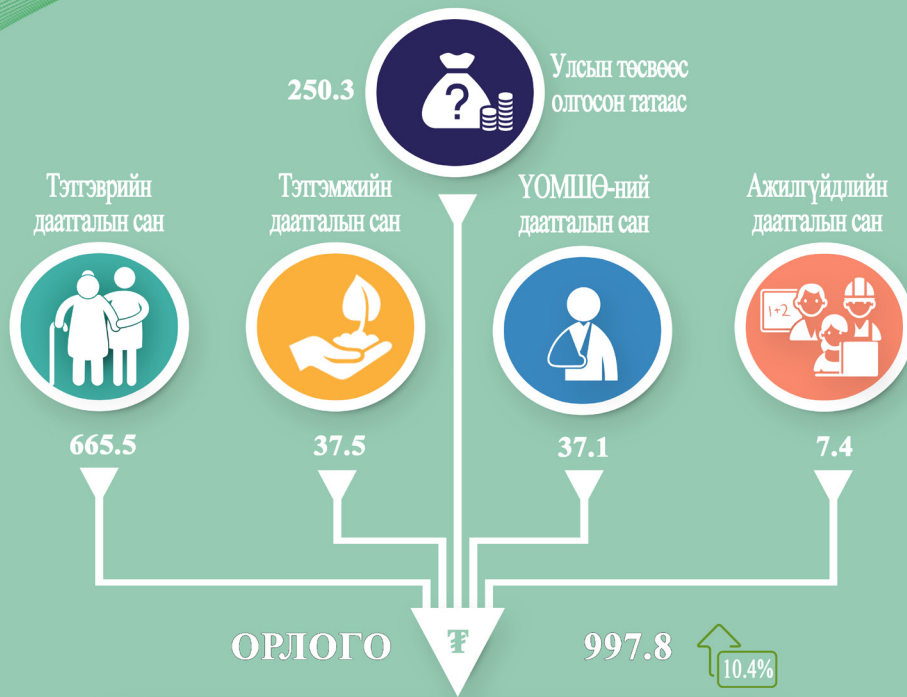 250.3
Улсын төсвөөс
олгосон татаас
?
Тэтгэврийн
даатгалын сан
Тэтгэмжийн
даатгалын сан
ҮОМШӨ-ний
даатгалын сан
Ажилгүйдлийн
даатгалын сан
1+2
665.5
37.5
37.1
7.4
ОРЛОГО
₮
997.8
10.4%